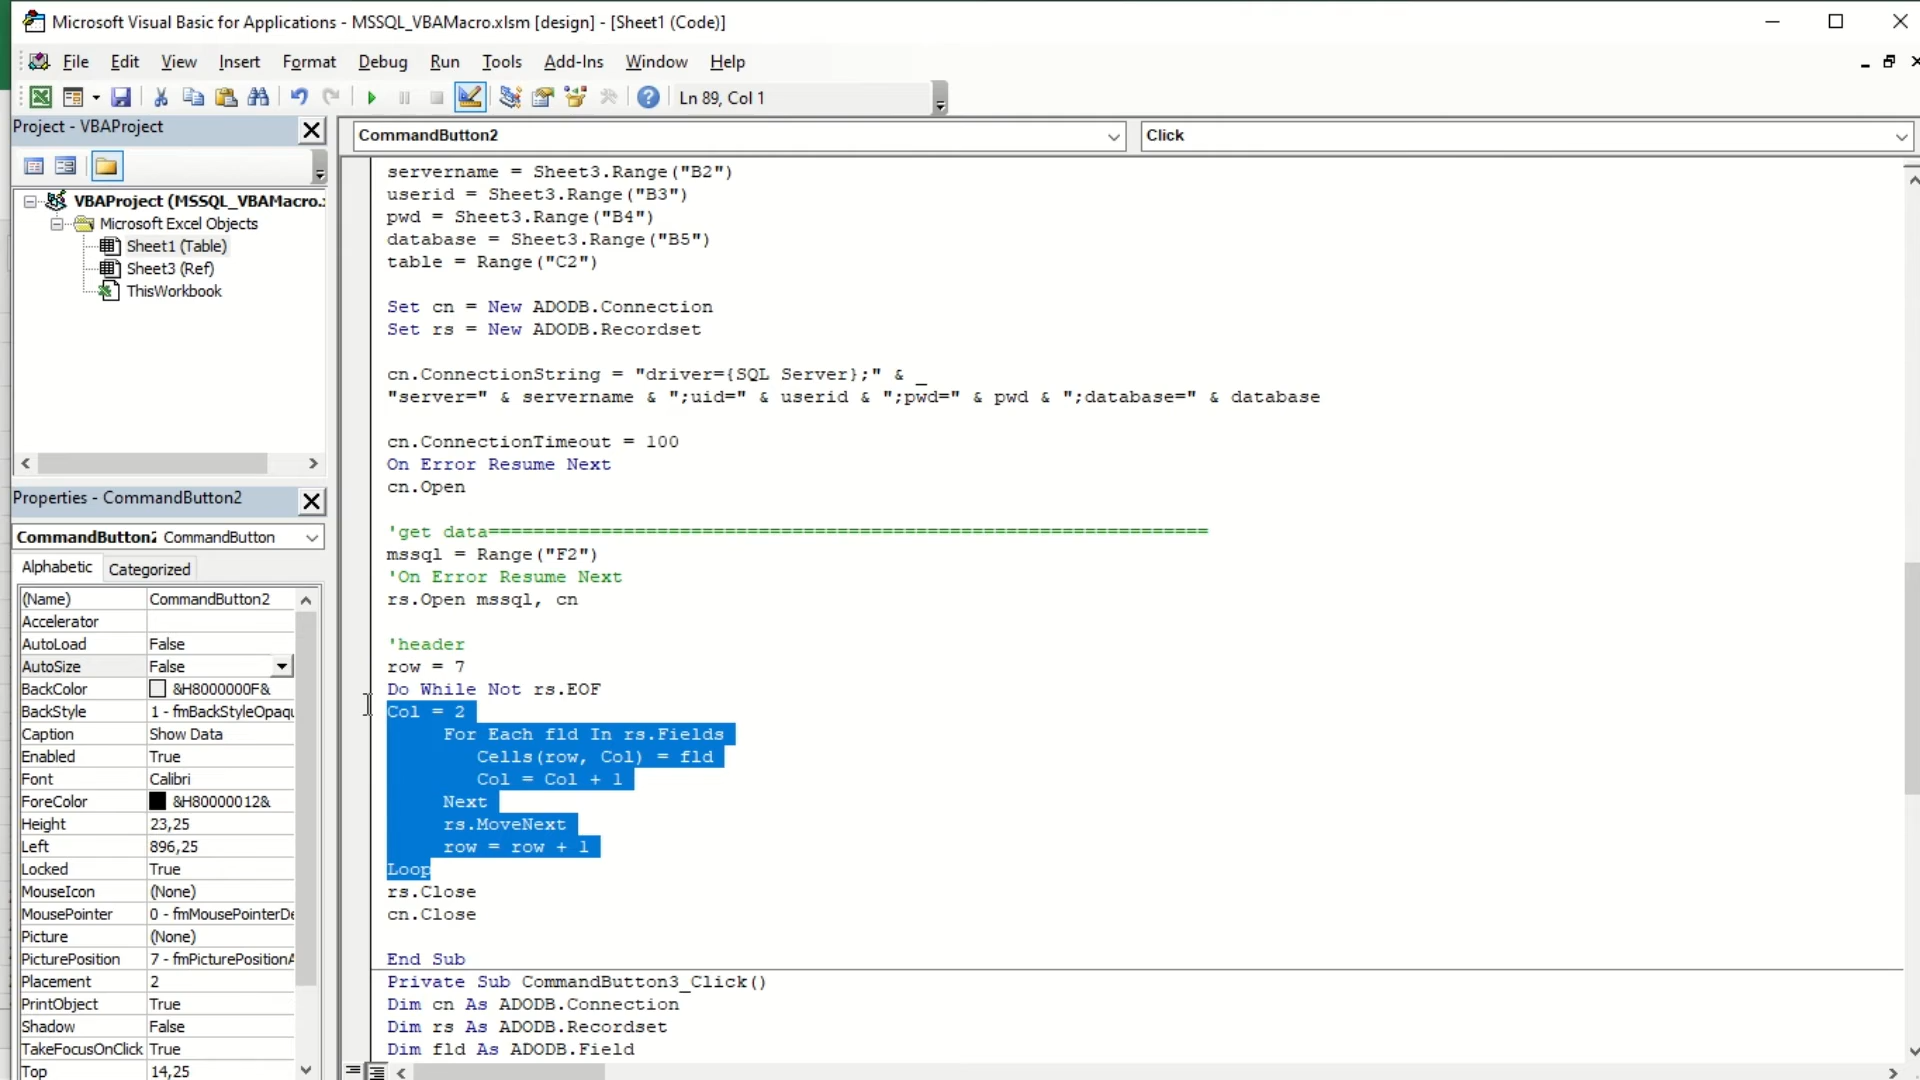 Microsoft Visual Basic for Applications - MSSQL_VBAMacro.xlsm [design] - [Sheet1 (Code)]
File Edit View Insert Format Debug Run Tools Add-Ins Window Help
Ln 89, Col 1
Project - VBAProject
VBAProject (MSSQL_VBAMacro.
Microsoft Excel Objects
Sheet1 (Table)
Sheet3 (Ref)
ThisWorkbook
Properties - CommandButton2
CommandButton2 CommandButton
Alphabetic Categorized
(Name) CommandButton2
Accelerator
AutoLoad False
AutoSize False
BackColor &H8000000F&
BackStyle 1 - fmBackStyleOpaqu
Caption Show Data
Enabled True
Font Calibri
ForeColor &H80000012&
Height 23,25
Left 896,25
Locked True
MouseIcon (None)
MousePointer 0 - fmMousePointerDe
Picture (None)
PicturePosition 7 - fmPicturePositionA
Placement 2
PrintObject True
Shadow False
TakeFocusOnClick True
Top 14,25
CommandButton2 Click
servername = Sheet3.Range("B2")
userid = Sheet3.Range("B3")
pwd = Sheet3.Range("B4")
database = Sheet3.Range("B5")
table = Range("C2")
Set cn = New ADODB.Connection
Set rs = New ADODB.Recordset
cn.ConnectionString = "driver={SQL Server};" & _
"server=" & servername & ";uid=" & userid & ";pwd=" & pwd & ";database=" & database
cn.ConnectionTimeout = 100
On Error Resume Next
cn.Open
'get data================================================================
mssql = Range("F2")
'On Error Resume Next
rs.Open mssql, cn
'header
row = 7
Do While Not rs.EOF
Col = 2
For Each fld In rs.Fields
Cells(row, Col) = fld
Col = Col + 1
Next
rs.MoveNext
row = row + 1
Loop
rs.Close
cn.Close
End Sub
Private Sub CommandButton3_Click()
Dim cn As ADODB.Connection
Dim rs As ADODB.Recordset
Dim fld As ADODB.Field